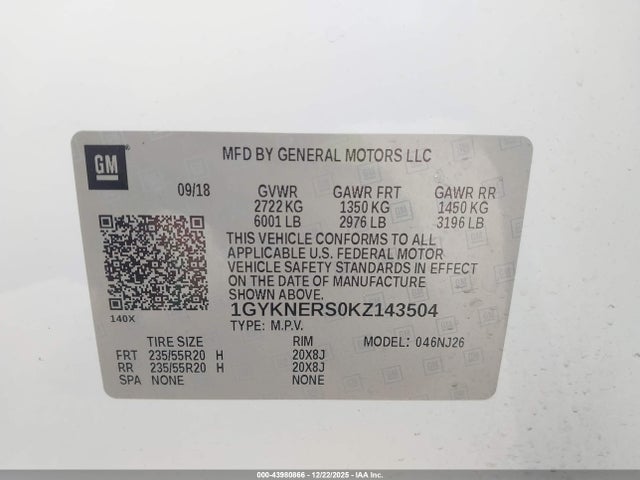 GM
MFD BY GENERAL MOTORS LLC
09/18 GVWR GAWR FRT GAWR RR
2722 KG 1350 KG 1450 KG
6001 LB 2976 LB 3196 LB
THIS VEHICLE CONFORMS TO ALL
APPLICABLE U.S. FEDERAL MOTOR
VEHICLE SAFETY STANDARDS IN EFFECT
ON THE DATE OF MANUFACTURE
SHOWN ABOVE.
140X 1GYKNERS0KZ143504
TYPE: M.P.V.
TIRE SIZE RIM MODEL: 046NJ26
FRT 235/55R20 H 20X8J
RR 235/55R20 H 20X8J
SPA NONE NONE
000-43980866 - 12/22/2025 - IAAI, Inc.